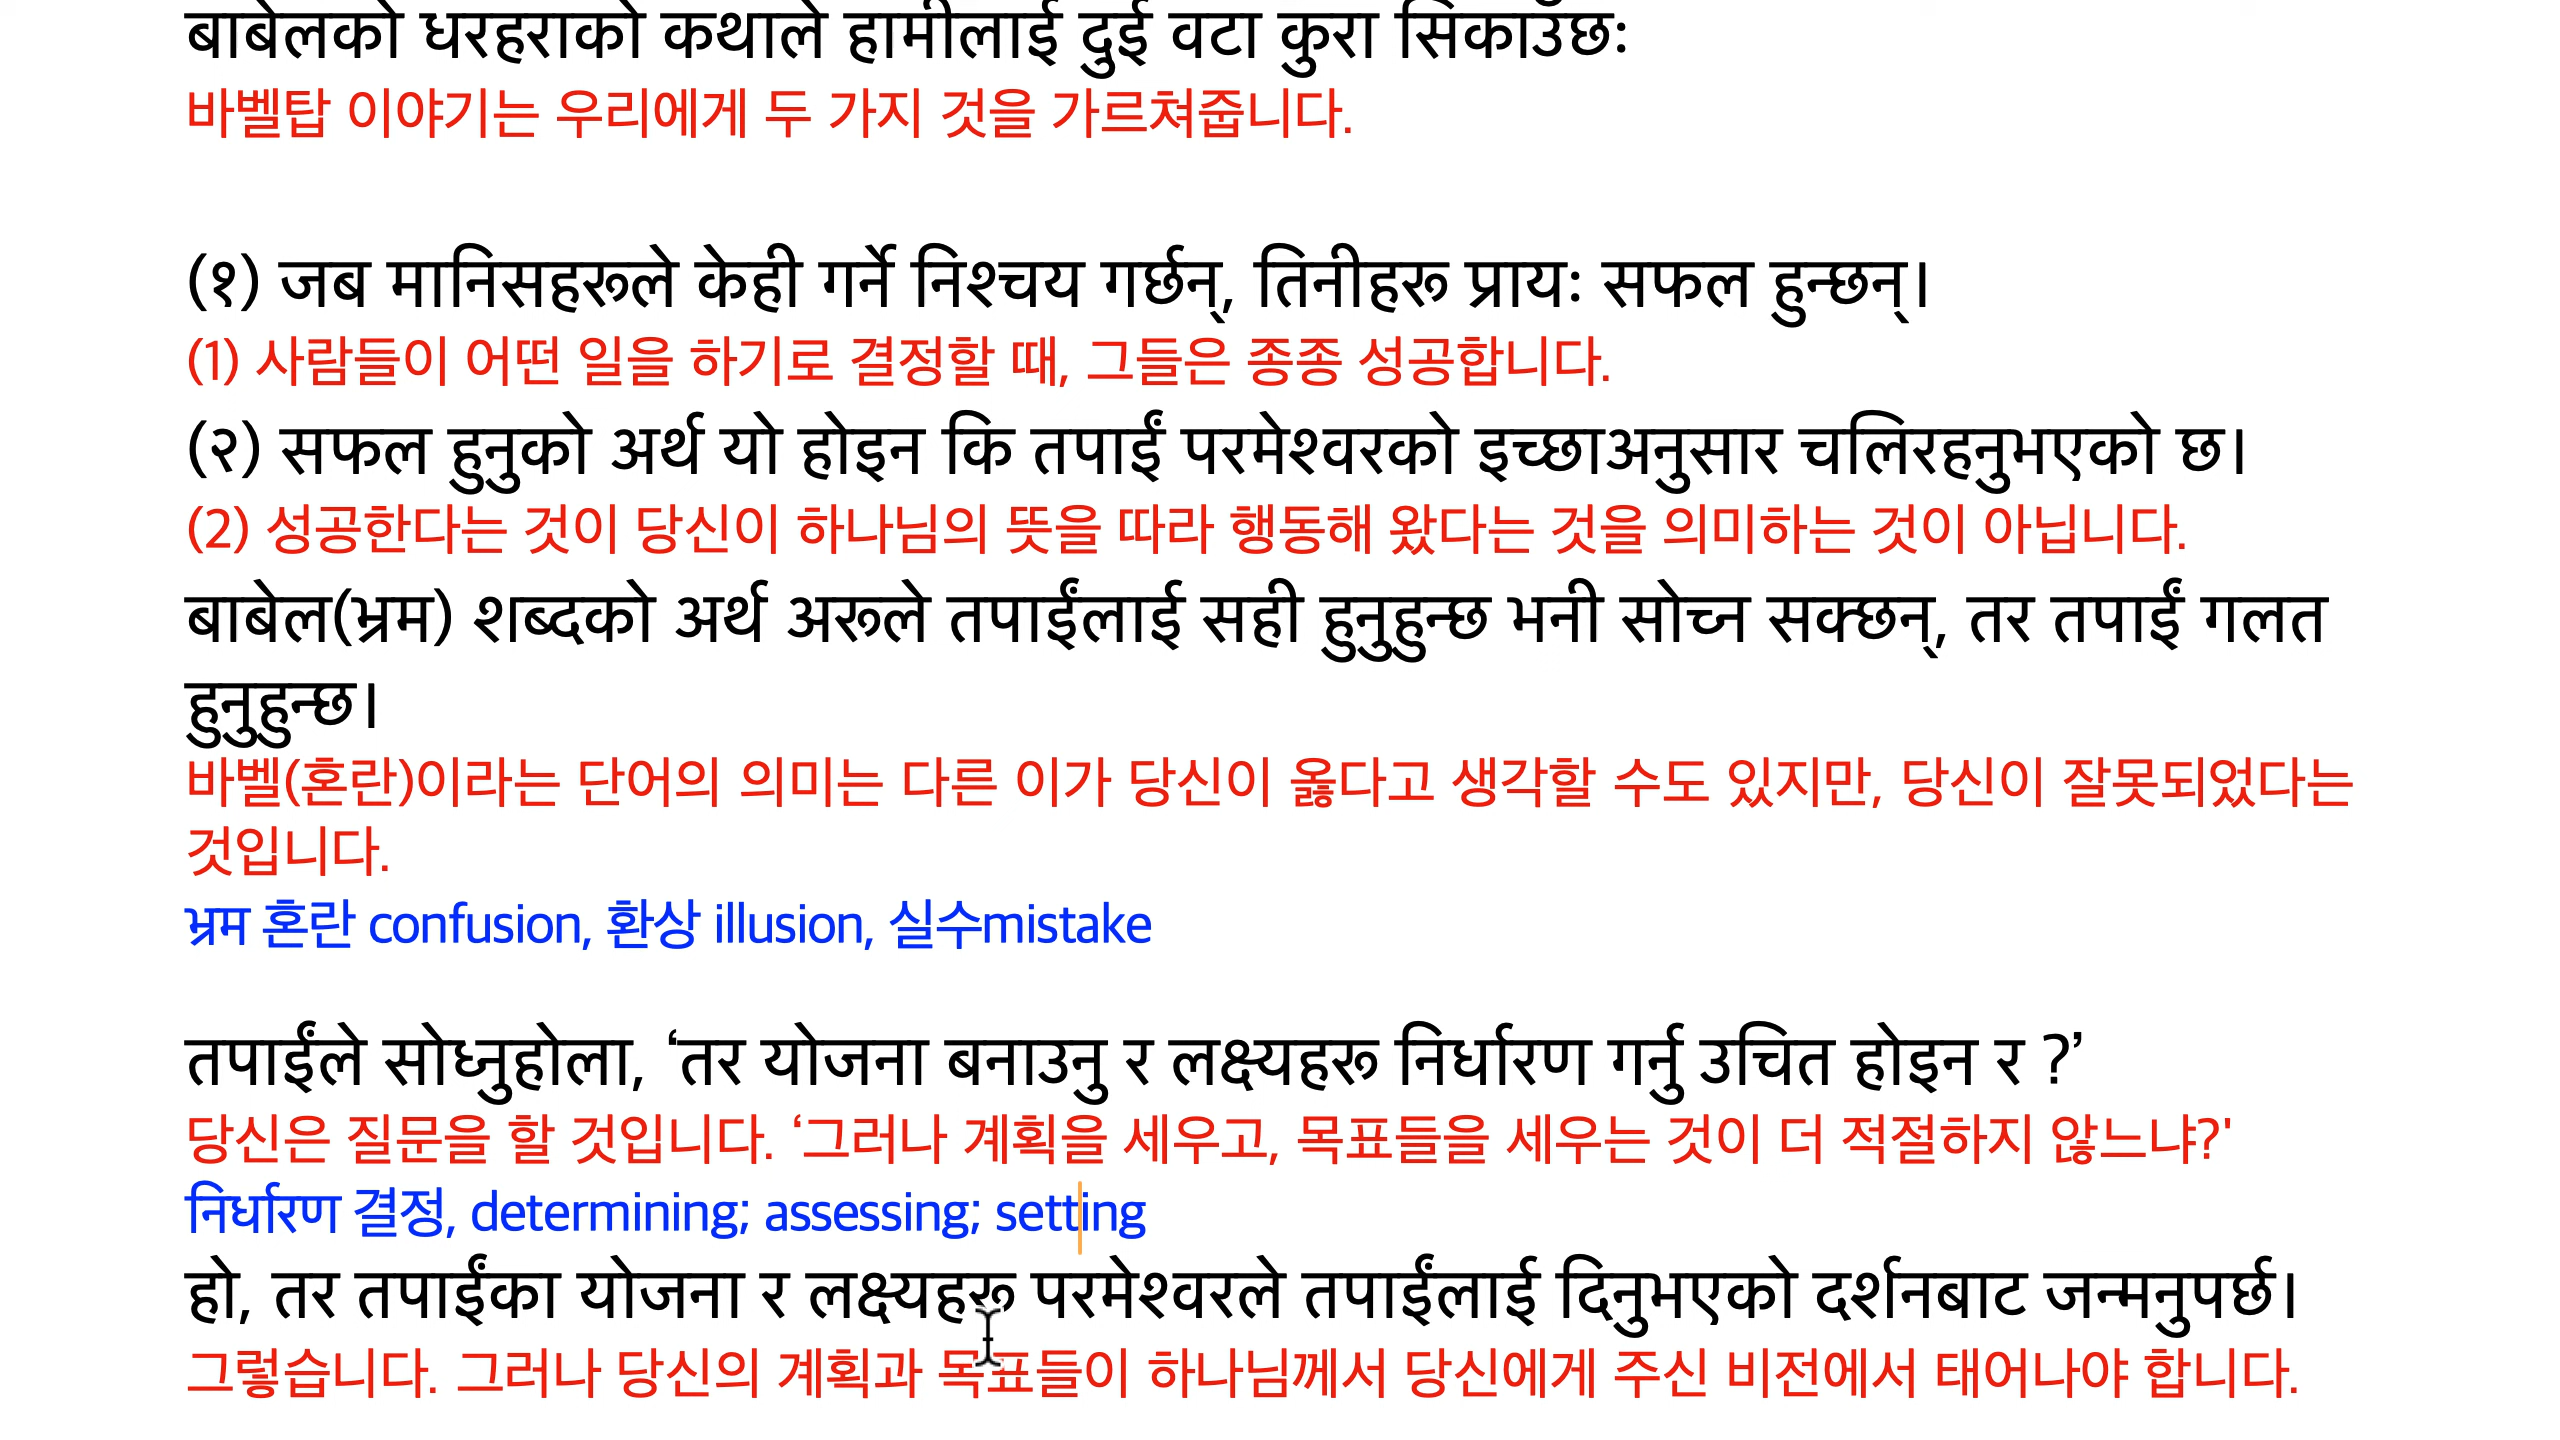 बाबेलको धरहराको कथाले हामीलाई दुई वटा कुरा सिकाउँछः
바벨탑 이야기는 우리에게 두 가지 것을 가르쳐줍니다.
(१) जब मानिसहरूले केही गर्ने निश्चय गर्छन्, तिनीहरू प्रायः सफल हुन्छन्।
(1) 사람들이 어떤 일을 하기로 결정할 때, 그들은 종종 성공합니다.
(२) सफल हुनुको अर्थ यो होइन कि तपाईं परमेश्वरको इच्छाअनुसार चलिरहनुभएको छ।
(2) 성공한다는 것이 당신이 하나님의 뜻을 따라 행동해 왔다는 것을 의미하는 것이 아닙니다.
बाबेल(भ्रम) शब्दको अर्थ अरूले तपाईंलाई सही हुनुहुन्छ भनी सोच्न सक्छन्, तर तपाईं गलत
हुनुहुन्छ।
바벨(혼란)이라는 단어의 의미는 다른 이가 당신이 옳다고 생각할 수도 있지만, 당신이 잘못되었다는
것입니다.
भ्रम 혼란 confusion, 환상 illusion, 실수mistake
तपाईंले सोध्नुहोला, ‘तर योजना बनाउनु र लक्ष्यहरू निर्धारण गर्नु उचित होइन र ?’
당신은 질문을 할 것입니다. ‘그러나 계획을 세우고, 목표들을 세우는 것이 더 적절하지 않느냐?'
निर्धारण 결정, determining; assessing; setting
हो, तर तपाईंका योजना र लक्ष्यहरू परमेश्वरले तपाईंलाई दिनुभएको दर्शनबाट जन्मनुपर्छ।
그렇습니다. 그러나 당신의 계획과 목표들이 하나님께서 당신에게 주신 비전에서 태어나야 합니다.